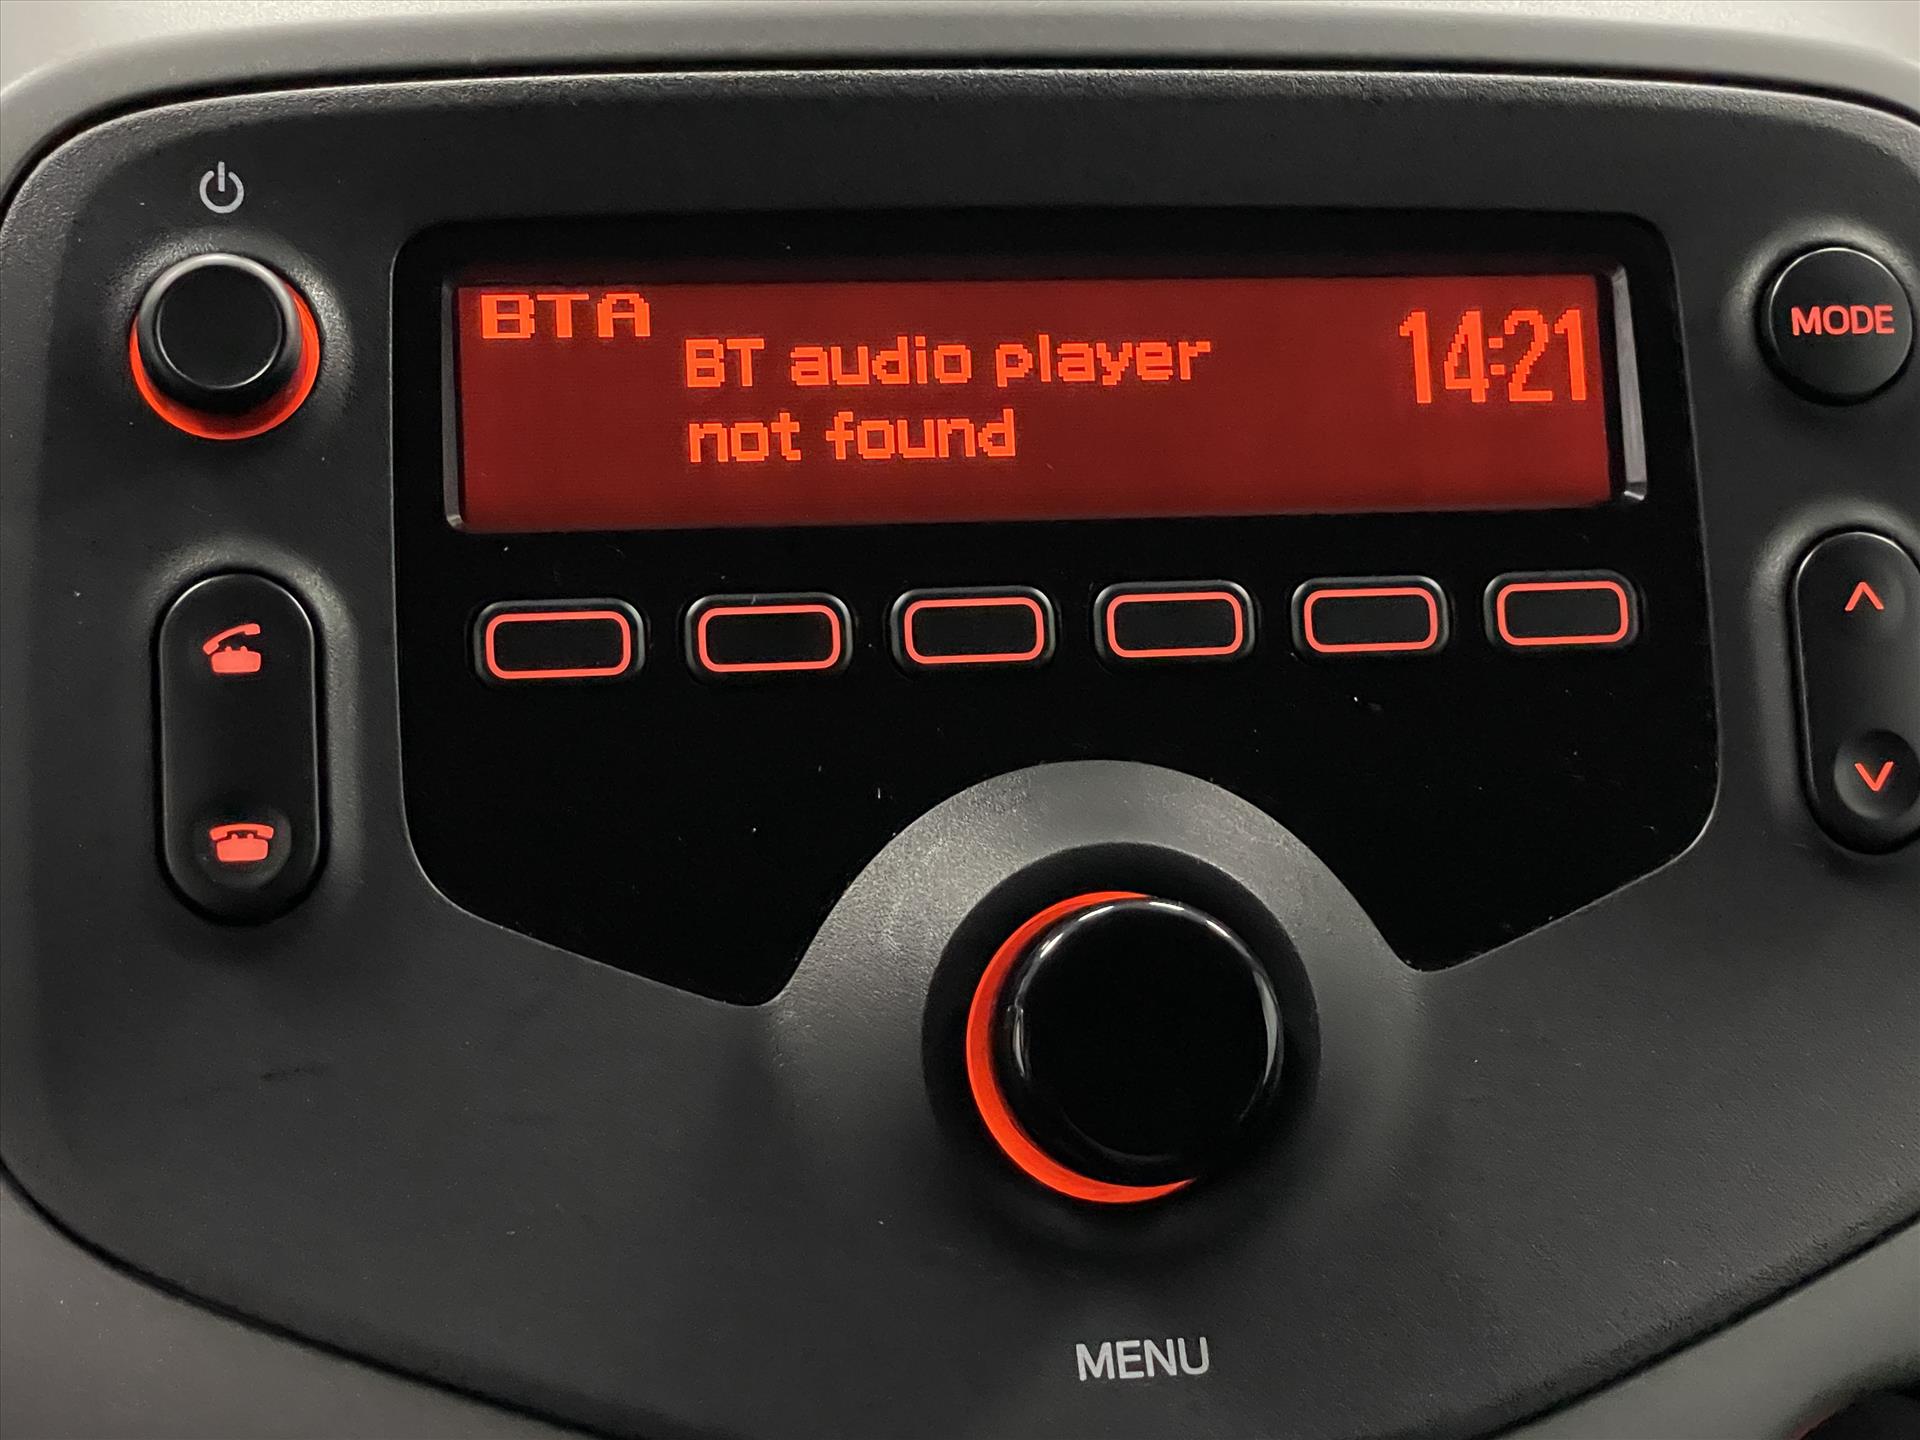 BTA
BT audio player
not found
14:21
MODE
MENU